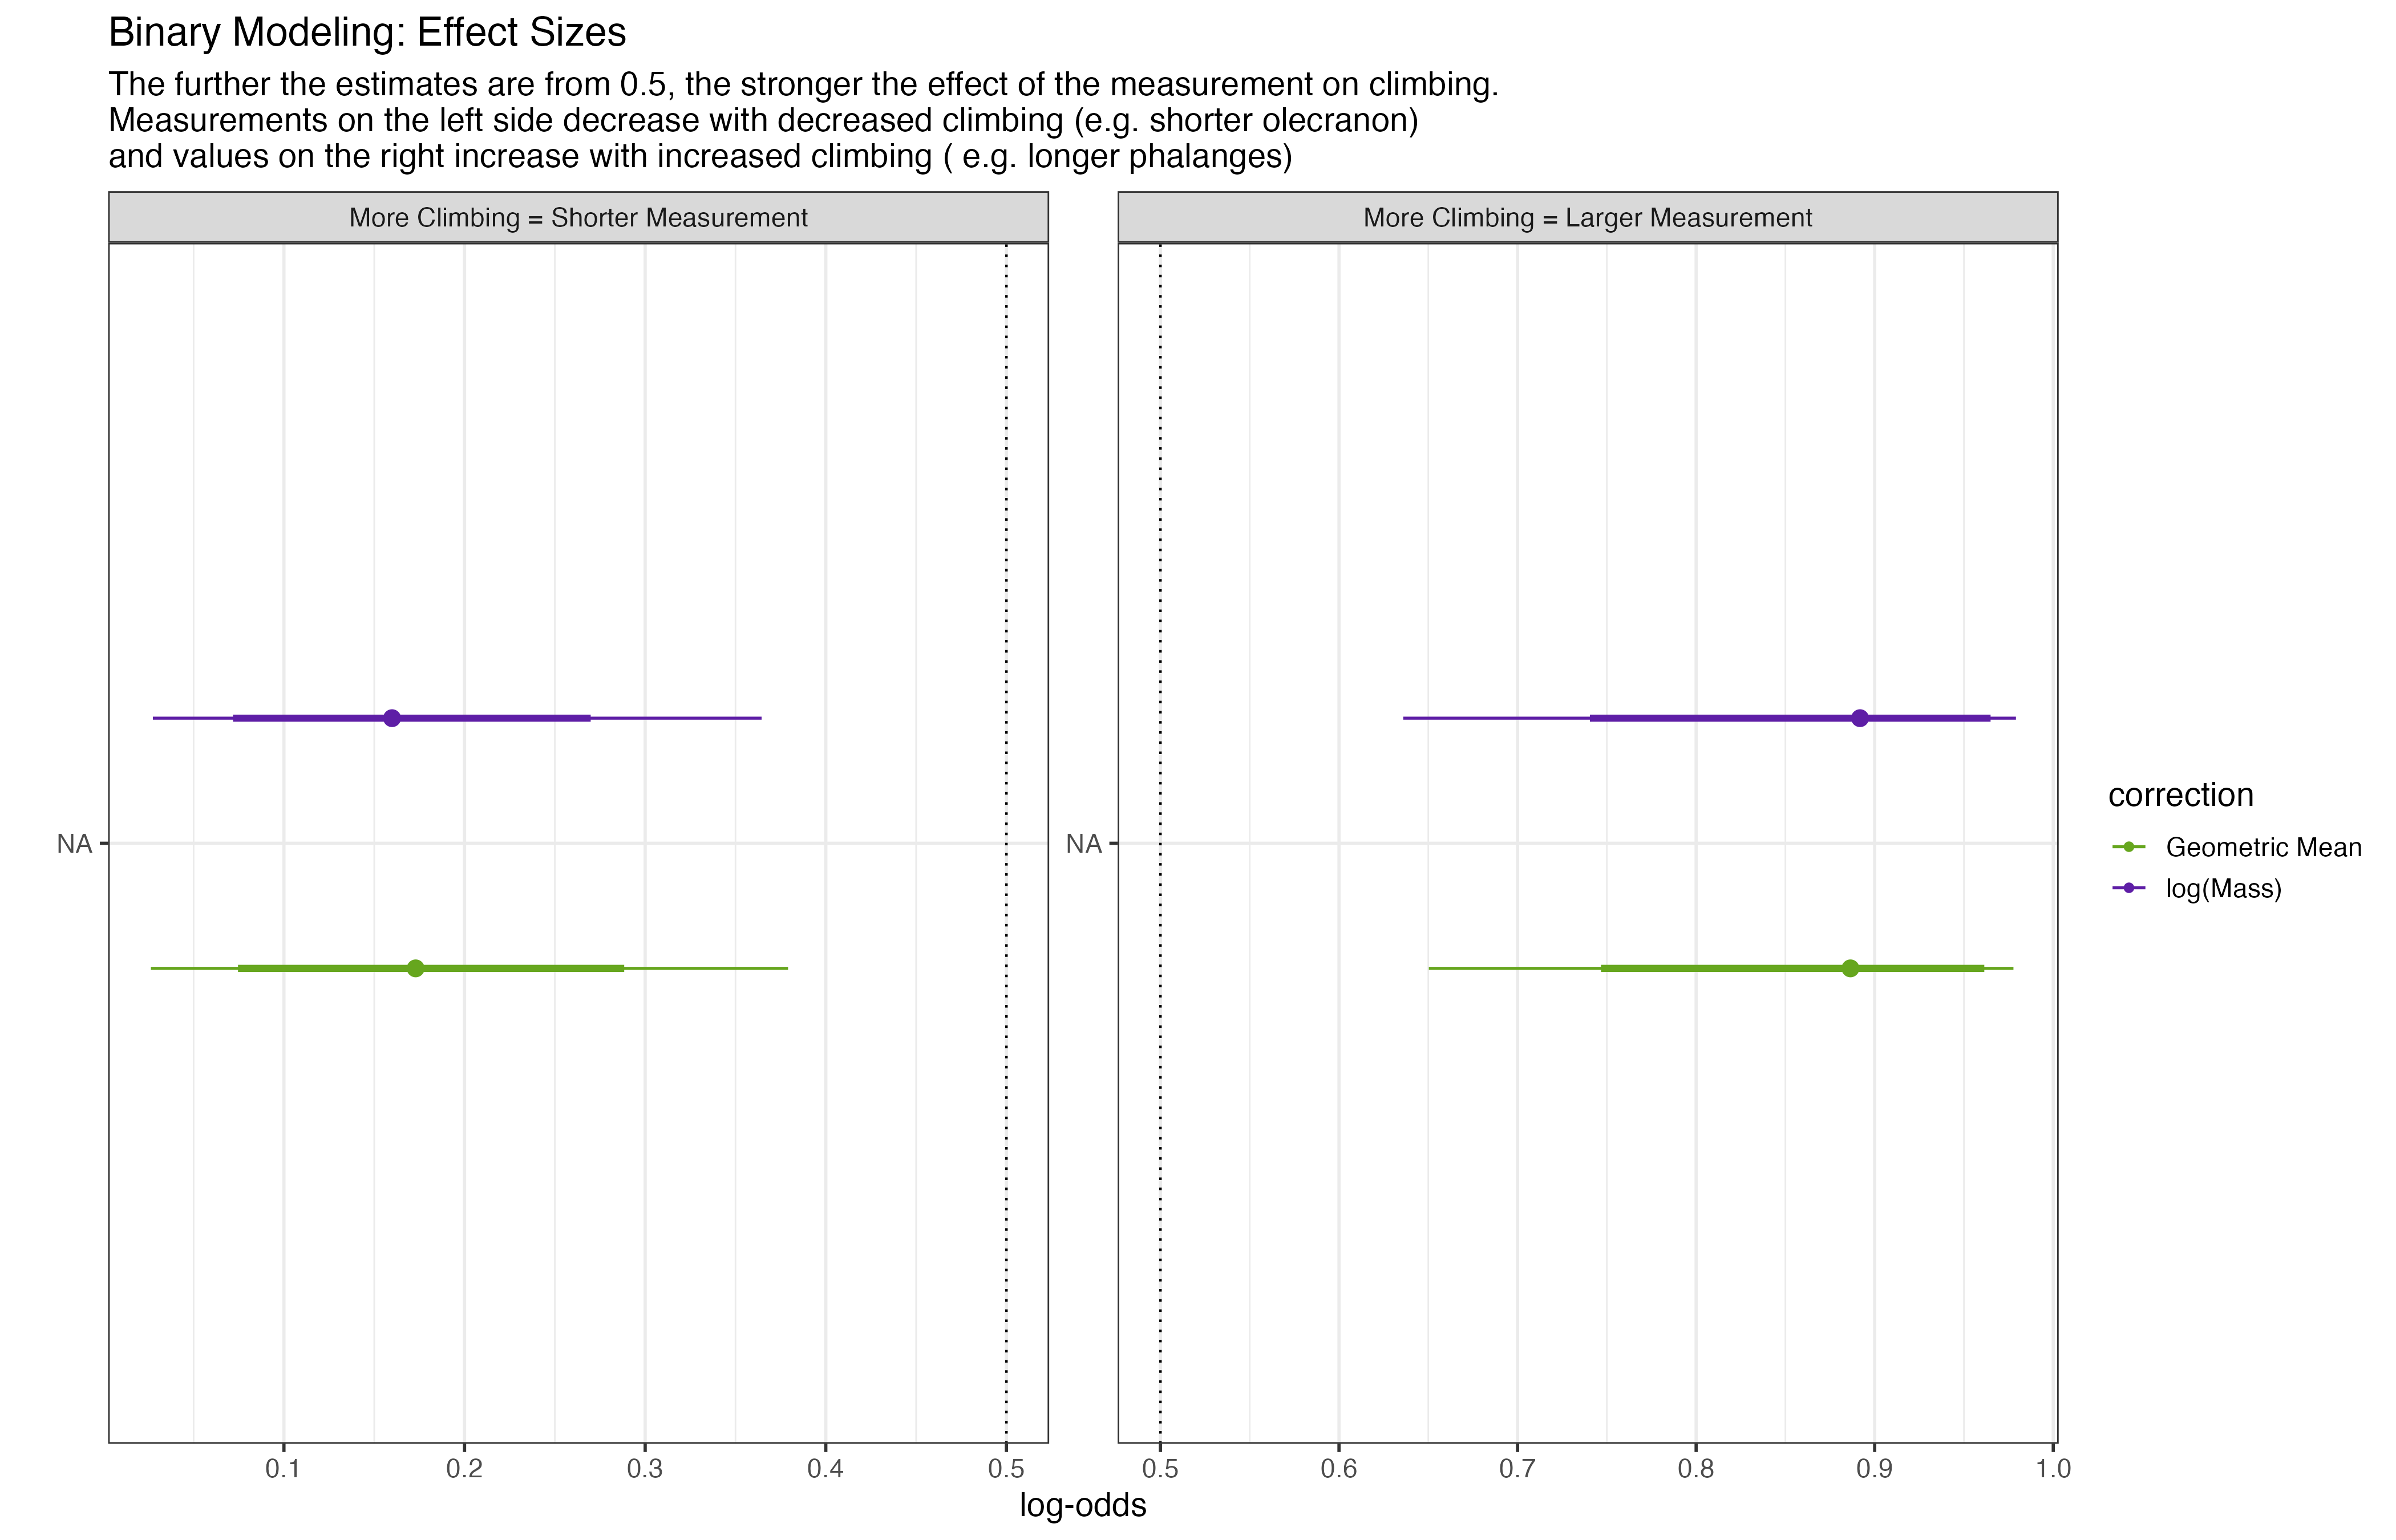 Binary Modeling: Effect Sizes
The further the estimates are from 0.5, the stronger the effect of the measurement on climbing.
Measurements on the left side decrease with decreased climbing (e.g. shorter olecranon)
and values on the right increase with increased climbing ( e.g. longer phalanges)
More Climbing = Shorter Measurement
More Climbing = Larger Measurement
NA
NA
correction
Geometric Mean
log(Mass)
0.1 0.2 0.3 0.4 0.5
0.5 0.6 0.7 0.8 0.9 1.0
log-odds